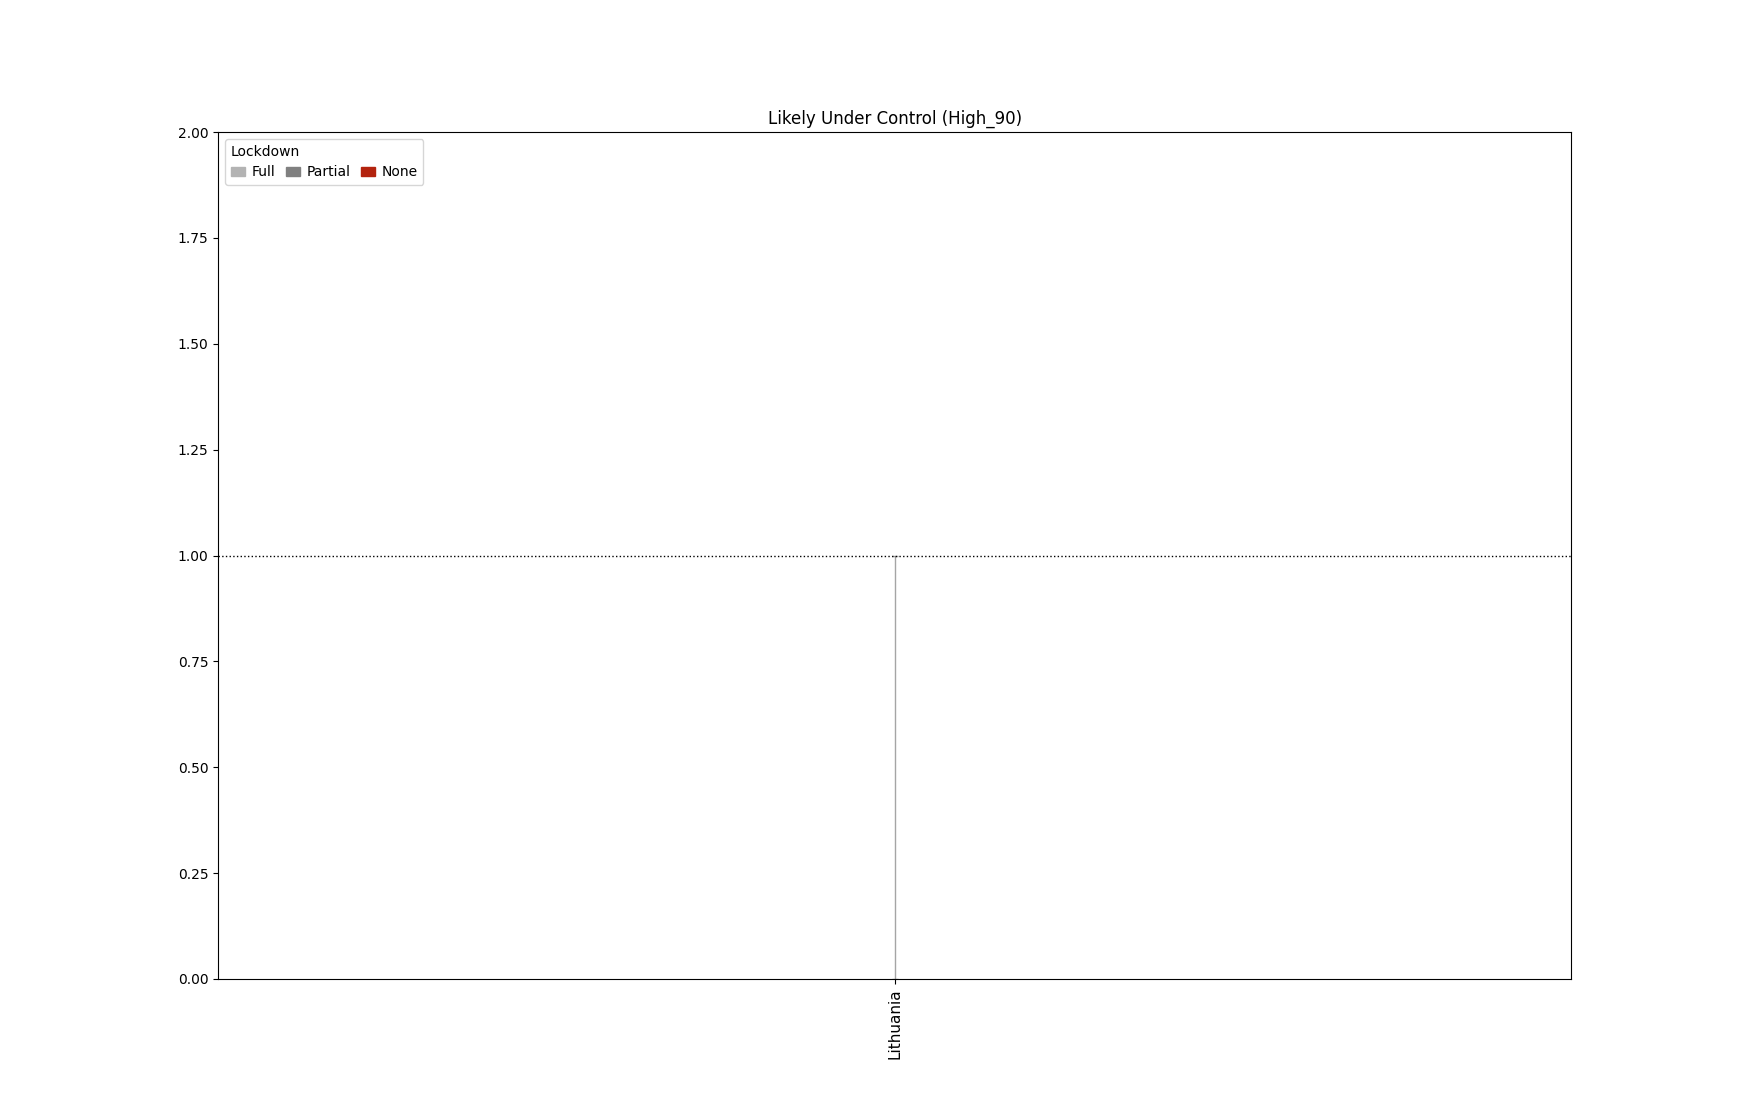 Likely Under Control (High_90)
2.00
Lockdown
Full Partial None
1.75
1.50
1.25
1.00
0.75
0.50
0.25
0.00
Lithuania